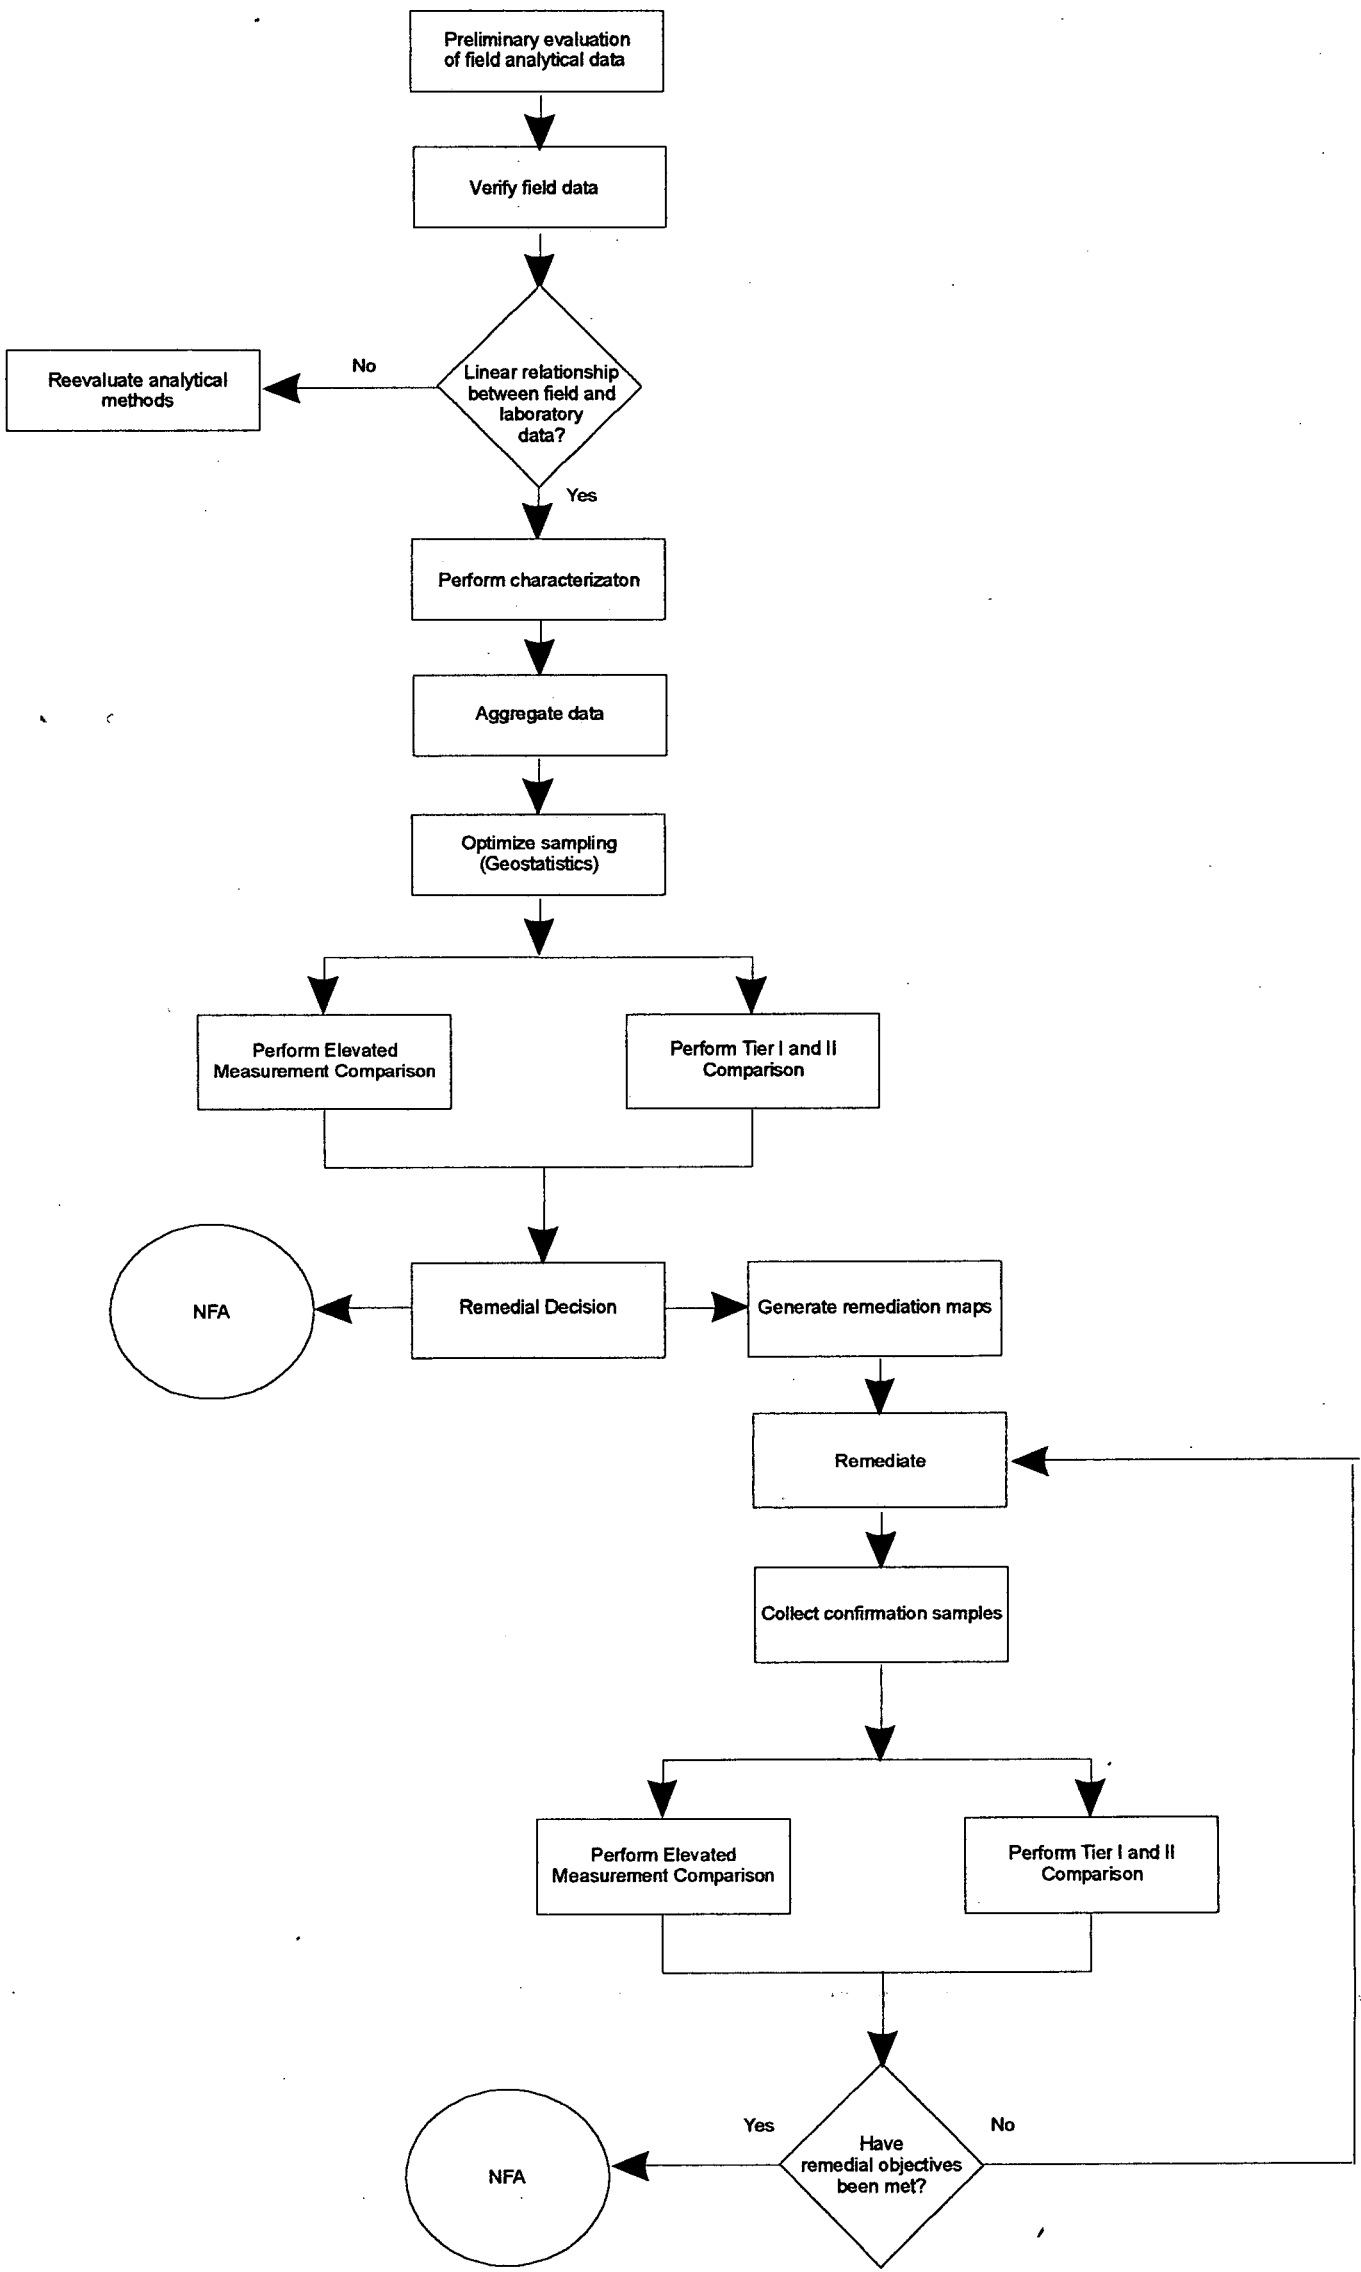 Preliminary evaluation
of field analytical data
Verify field data
Linear relationship
between field and
laboratory
data?
No
Reevaluate analytical
methods
Yes
Perform characterizaton
Aggregate data
Optimize sampling
(Geostatistics)
Perform Elevated
Measurement Comparison
Perform Tier I and II
Comparison
NFA
Remedial Decision
Generate remediation maps
Remediate
Collect confirmation samples
Perform Elevated
Measurement Comparison
Perform Tier I and II
Comparison
Yes
No
Have
remedial objectives
been met?
NFA